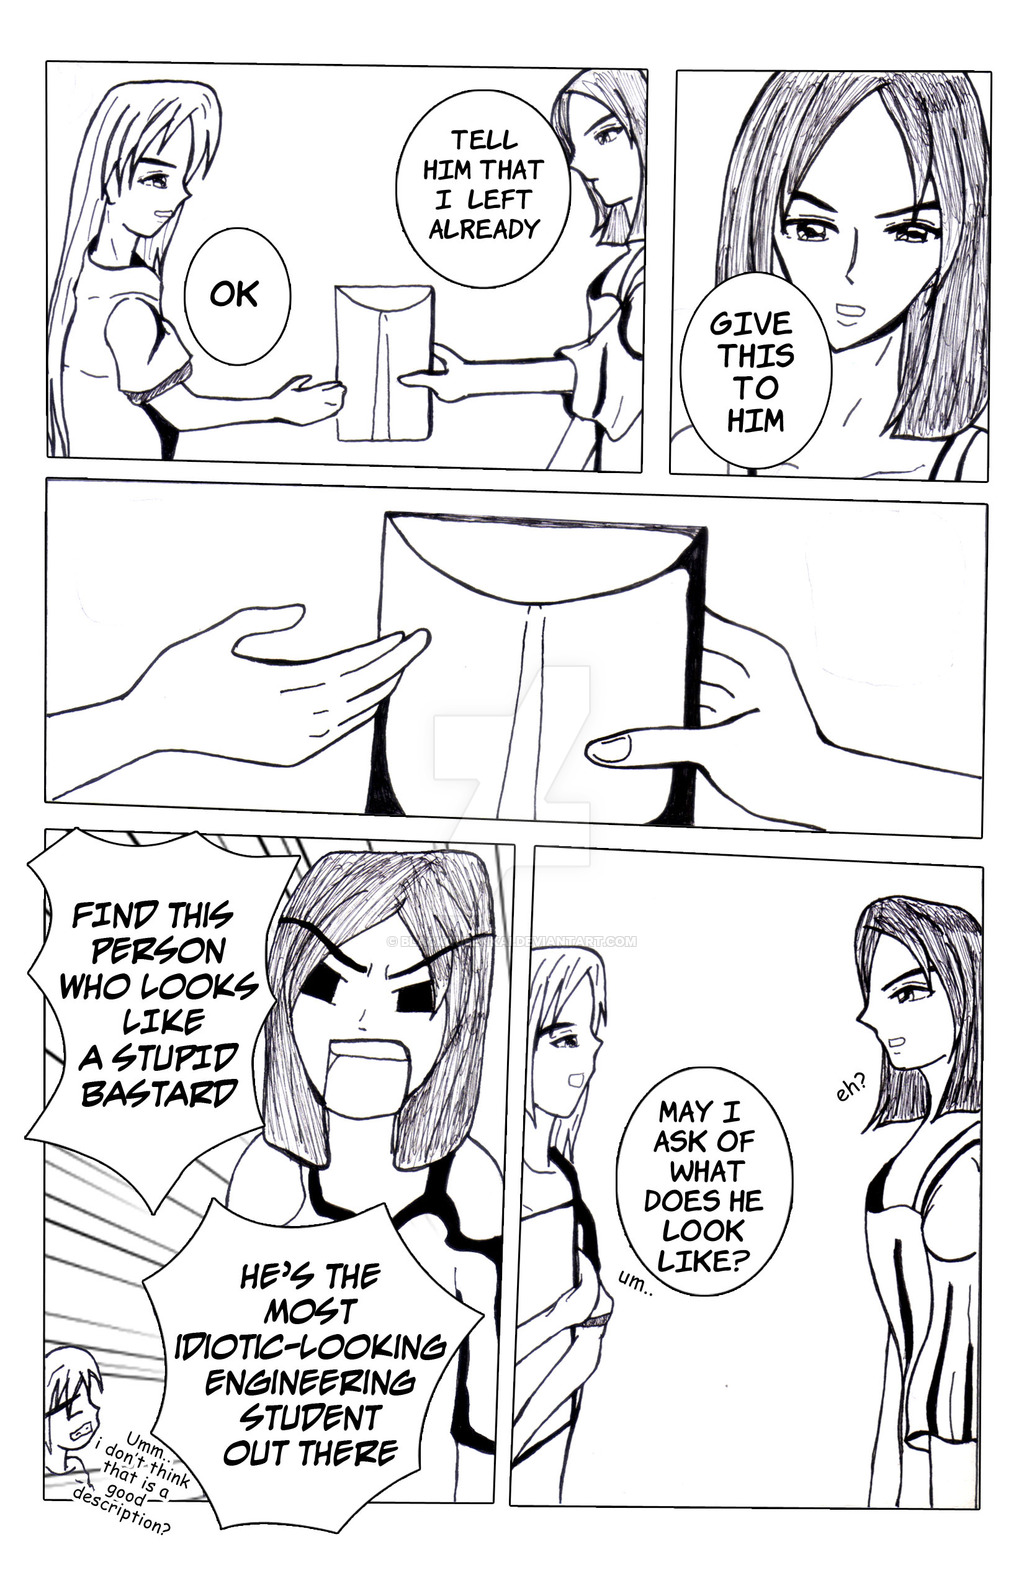 GIVE
THIS
TO
HIM
TELL
HIM THAT
I LEFT
ALREADY
OK
MAY I
ASK OF
WHAT
DOES HE
LOOK
LIKE?
um..
eh?
FIND THIS
PERSON
WHO LOOKS
LIKE
A STUPID
BASTARD
HE'S THE
MOST
IDIOTIC-LOOKING
ENGINEERING
STUDENT
OUT THERE
Umm..
i don't think
that is a
good
description?